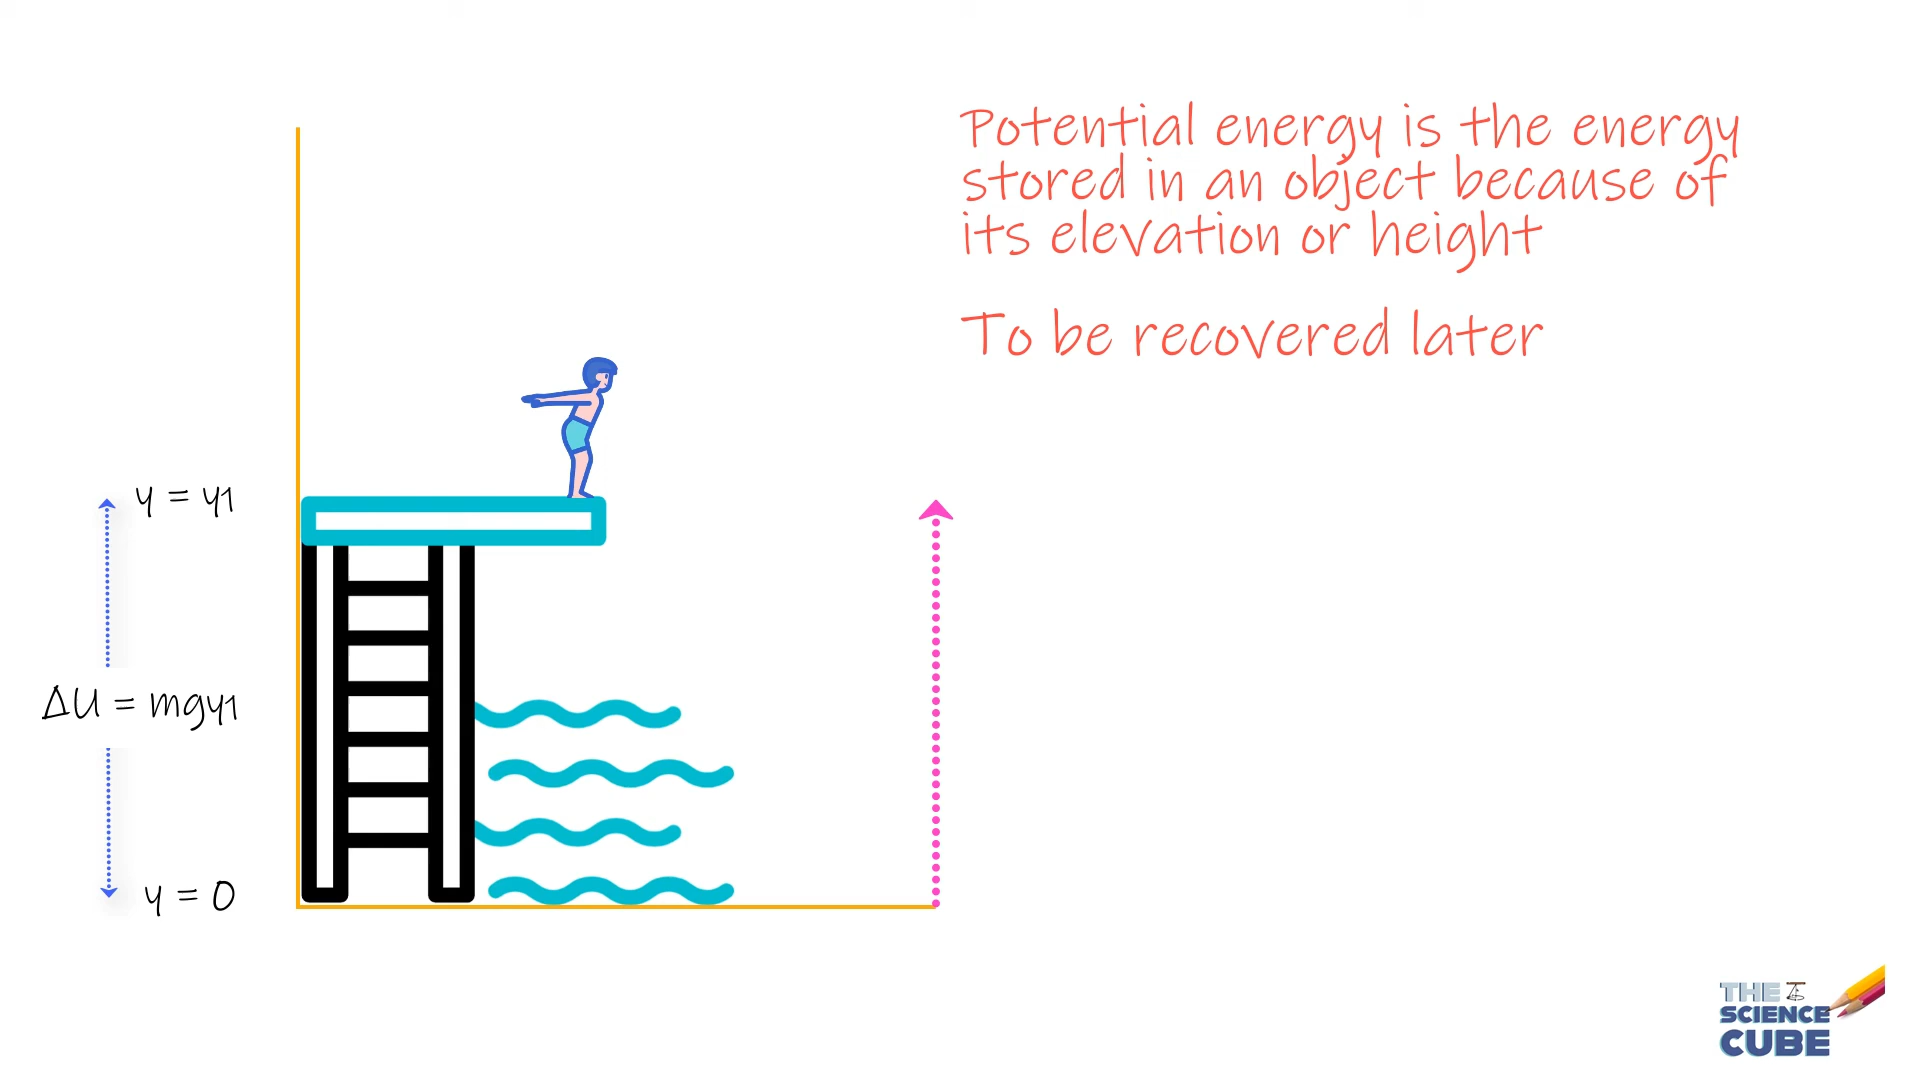 Potential energy is the energy
stored in an object because of
its elevation or height
To be recovered later
y = y1
ΔU = mgy1
y = 0
THE
SCIENCE
CUBE